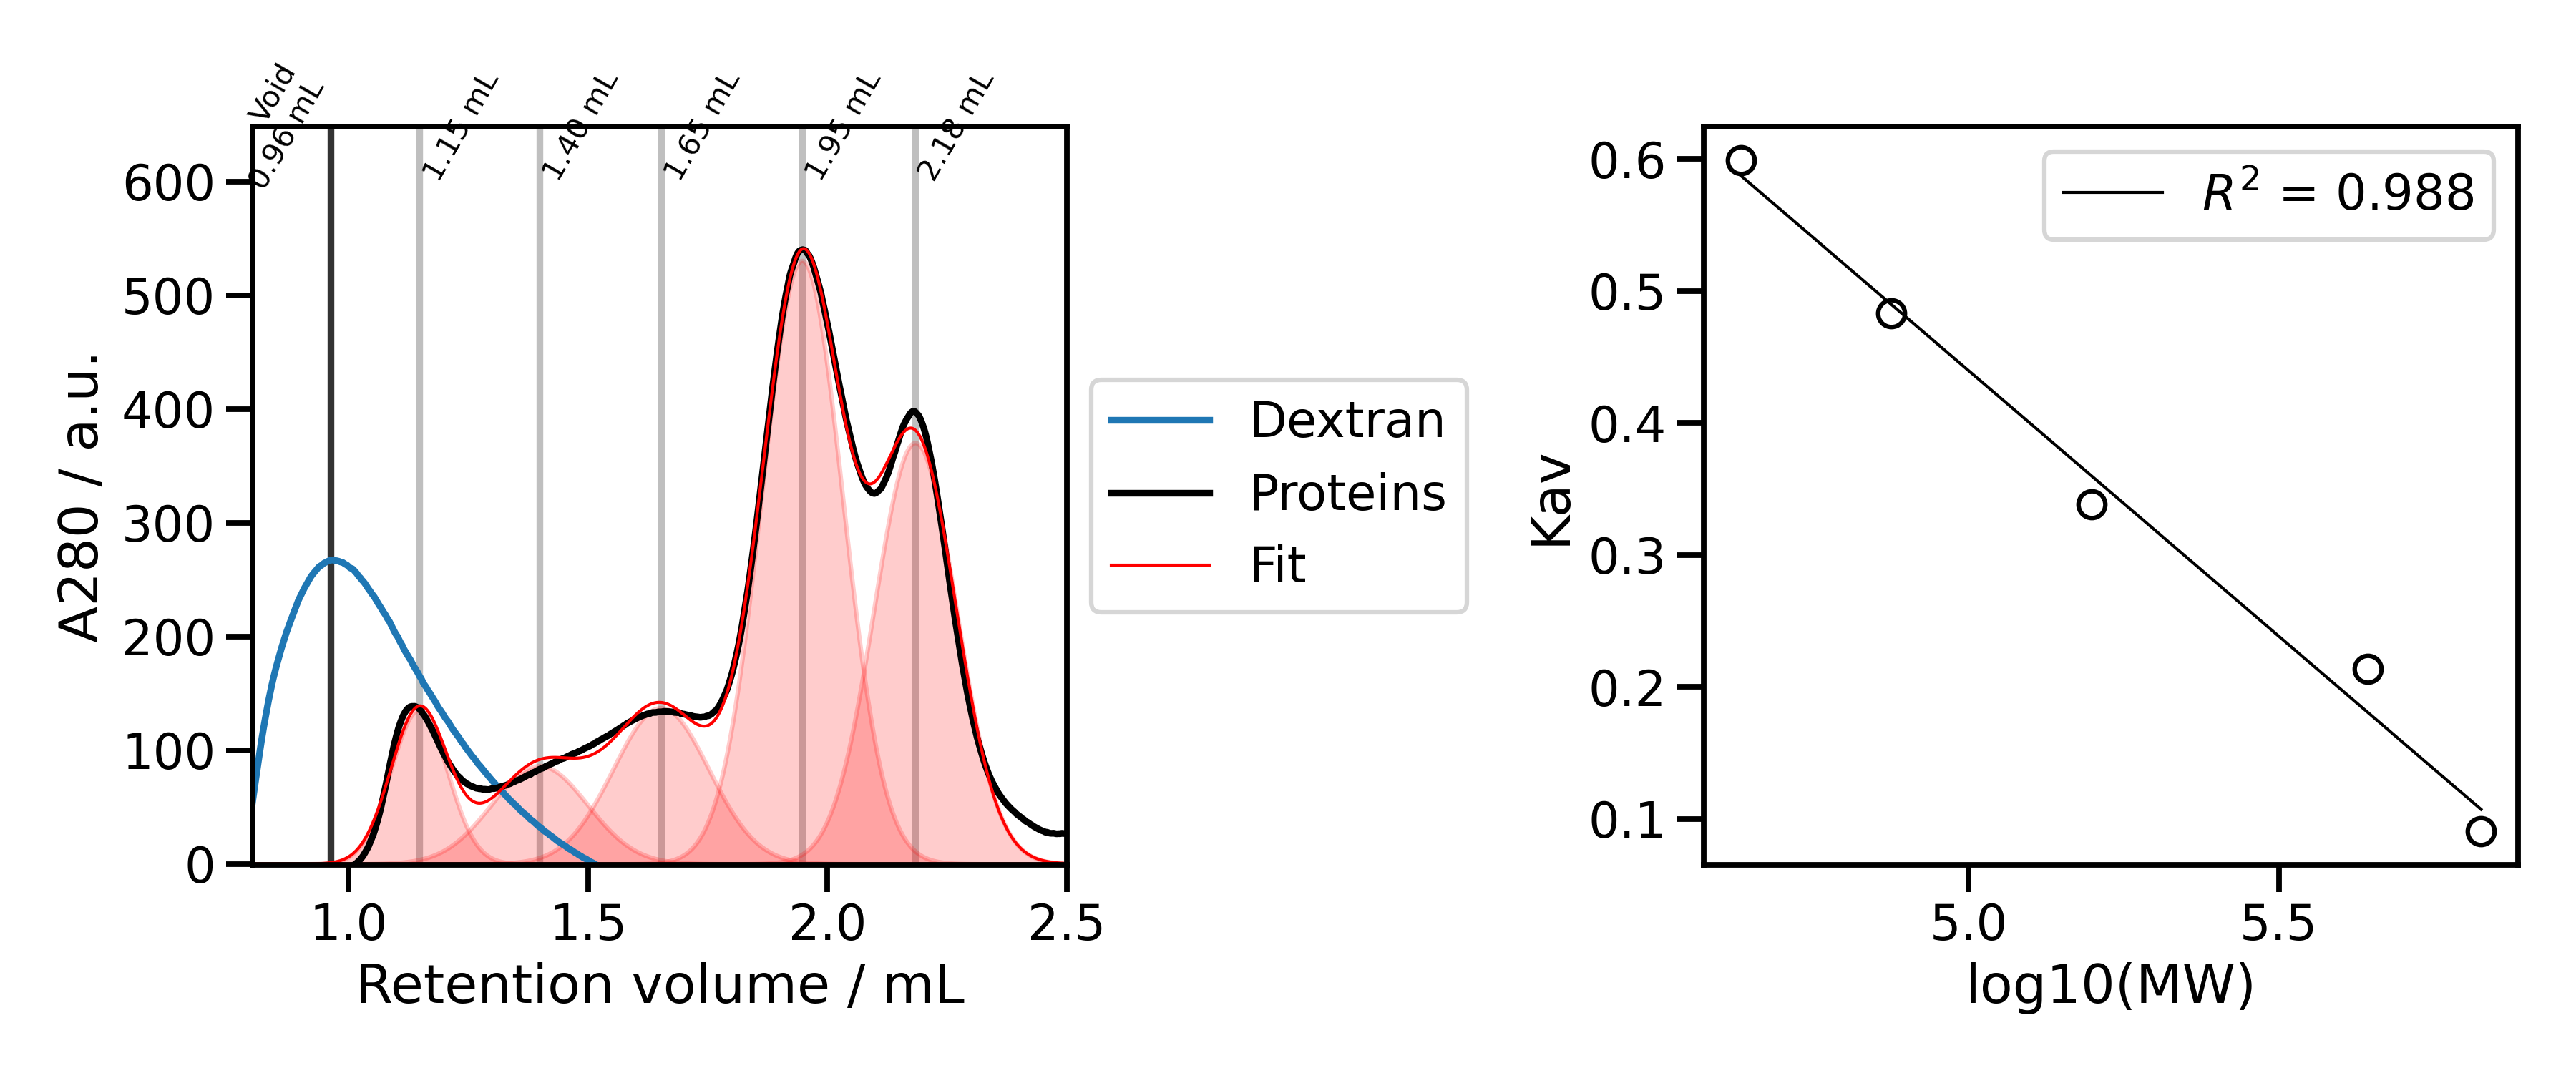 Void
0.96 mL
1.15 mL
1.40 mL
1.65 mL
1.95 mL
2.18 mL
600
500
400
300
200
100
0
A280 / a.u.
1.0
1.5
2.0
2.5
Retention volume / mL
Dextran
Proteins
Fit
0.6
0.5
0.4
0.3
0.2
0.1
Kav
R² = 0.988
5.0
5.5
log10(MW)